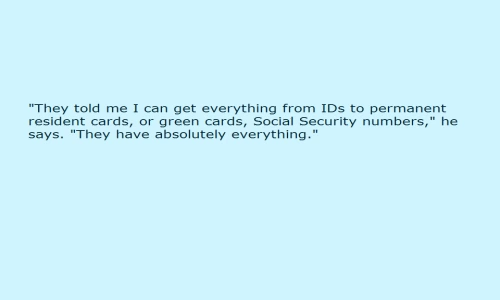 "They told me I can get everything from IDs to permanent
resident cards, or green cards, Social Security numbers," he
says. "They have absolutely everything."